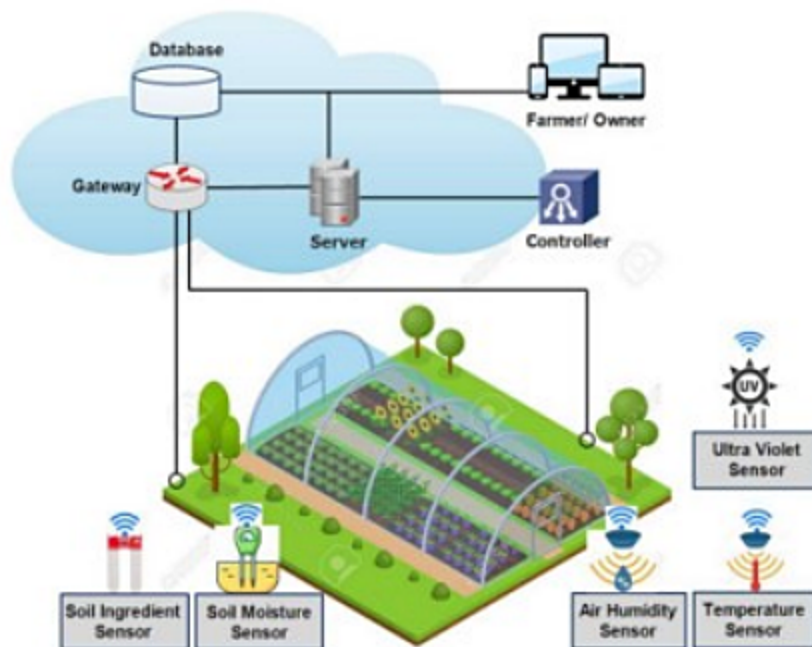 Database
Farmer/ Owner
Gateway
Server
Controller
UV
Ultra Violet
Sensor
Soil Ingredient
Sensor
Soil Moisture
Sensor
Air Humidity
Sensor
Temperature
Sensor